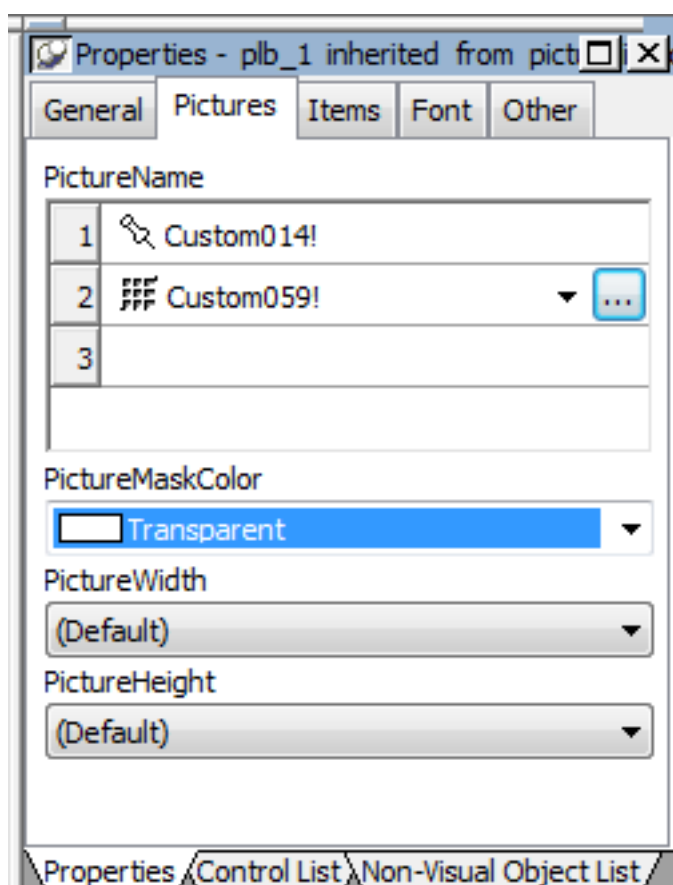 Properties - plb_1 inherited from
General Pictures Items Font Other
PictureName
1 Custom014!
2 Custom059! ...
3
PictureMaskColor
Transparent
PictureWidth
(Default)
PictureHeight
(Default)
Properties Control List Non-Visual Object List